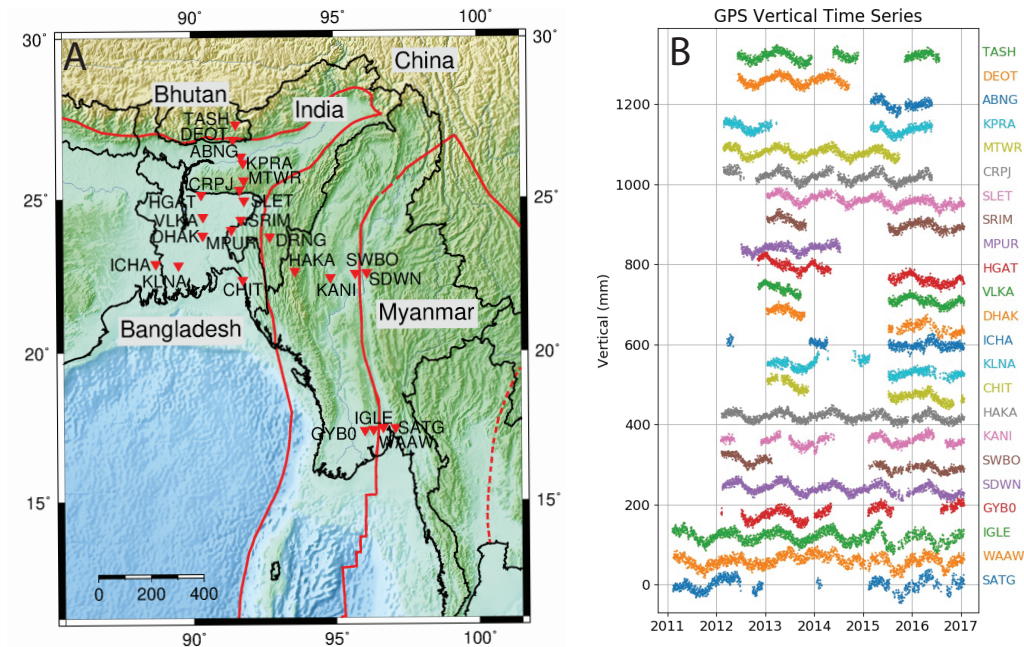 GPS Vertical Time Series
90° 95° 100°
30° 30°
A
China
Bhutan
India
TASH
DEOT
ABNG
KPRA
MTWR
CRPJ
25° 25°
HGAT
SLET
VLKA
SRIM
DHAK
MPUR
DRNG
HAKA
SWBO
ICHA
KLNA
SDWN
KANI
CHIT
Myanmar
Bangladesh
20° 20°
IGLE
GYB0
SATG
WAAW
15° 15°
0 200 400
90° 95° 100°
B
TASH
DEOT
1200
ABNG
KPRA
MTWR
CRPJ
1000
SLET
SRIM
MPUR
800
HGAT
VLKA
DHAK
600
ICHA
KLNA
CHIT
400
HAKA
KANI
SWBO
SDWN
200
GYB0
IGLE
WAAW
0
SATG
Vertical (mm)
2011 2012 2013 2014 2015 2016 2017